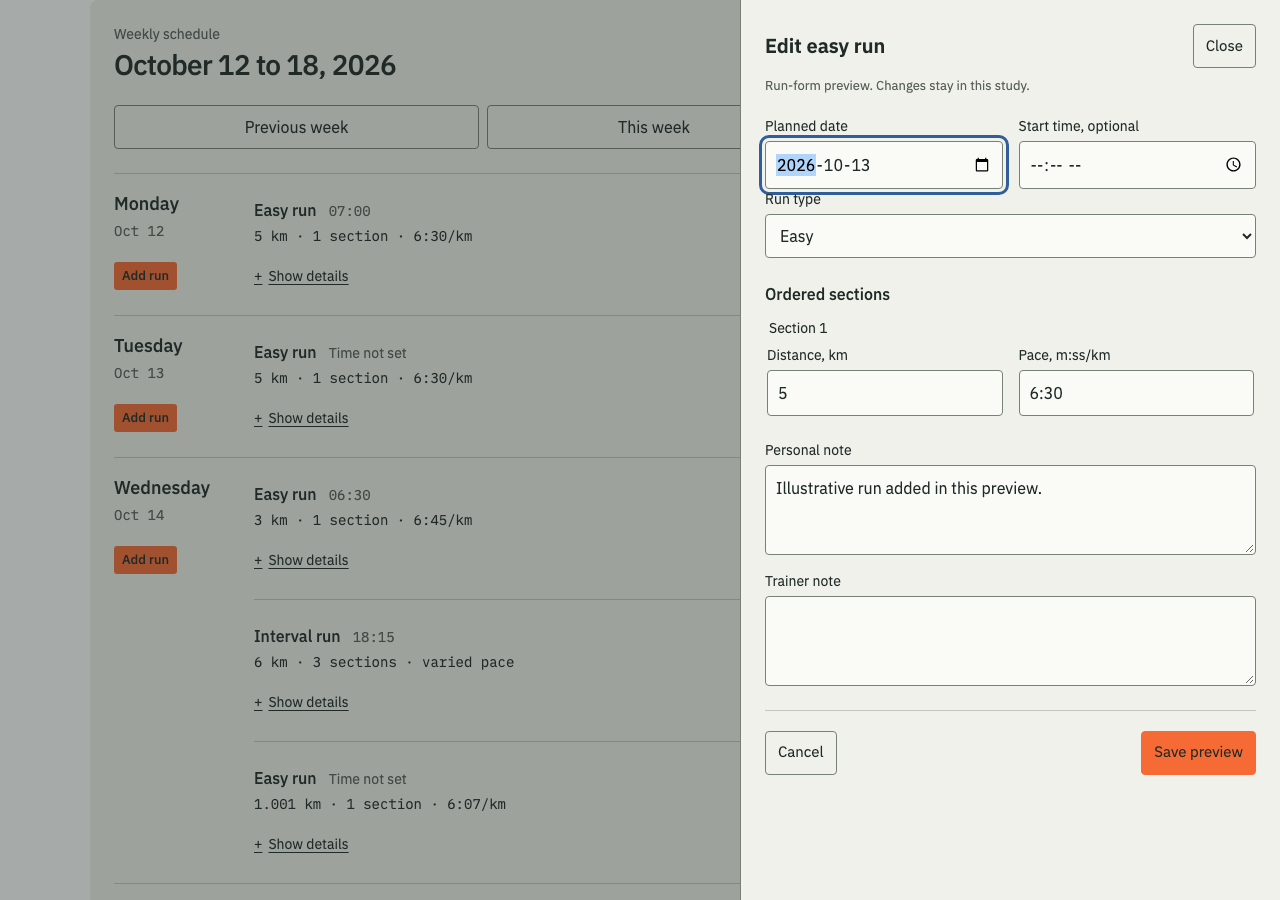 Weekly schedule
October 12 to 18, 2026
Previous week
This week
Monday
Oct 12
Add run
Easy run 07:00
5 km · 1 section · 6:30/km
+ Show details
Tuesday
Oct 13
Add run
Easy run Time not set
5 km · 1 section · 6:30/km
+ Show details
Wednesday
Oct 14
Add run
Easy run 06:30
3 km · 1 section · 6:45/km
+ Show details
Interval run 18:15
6 km · 3 sections · varied pace
+ Show details
Easy run Time not set
1.001 km · 1 section · 6:07/km
+ Show details
Edit easy run
Close
Run-form preview. Changes stay in this study.
Planned date
2026-10-13
Start time, optional
--:-- --
Run type
Easy
Ordered sections
Section 1
Distance, km
5
Pace, m:ss/km
6:30
Personal note
Illustrative run added in this preview.
Trainer note
Cancel
Save preview